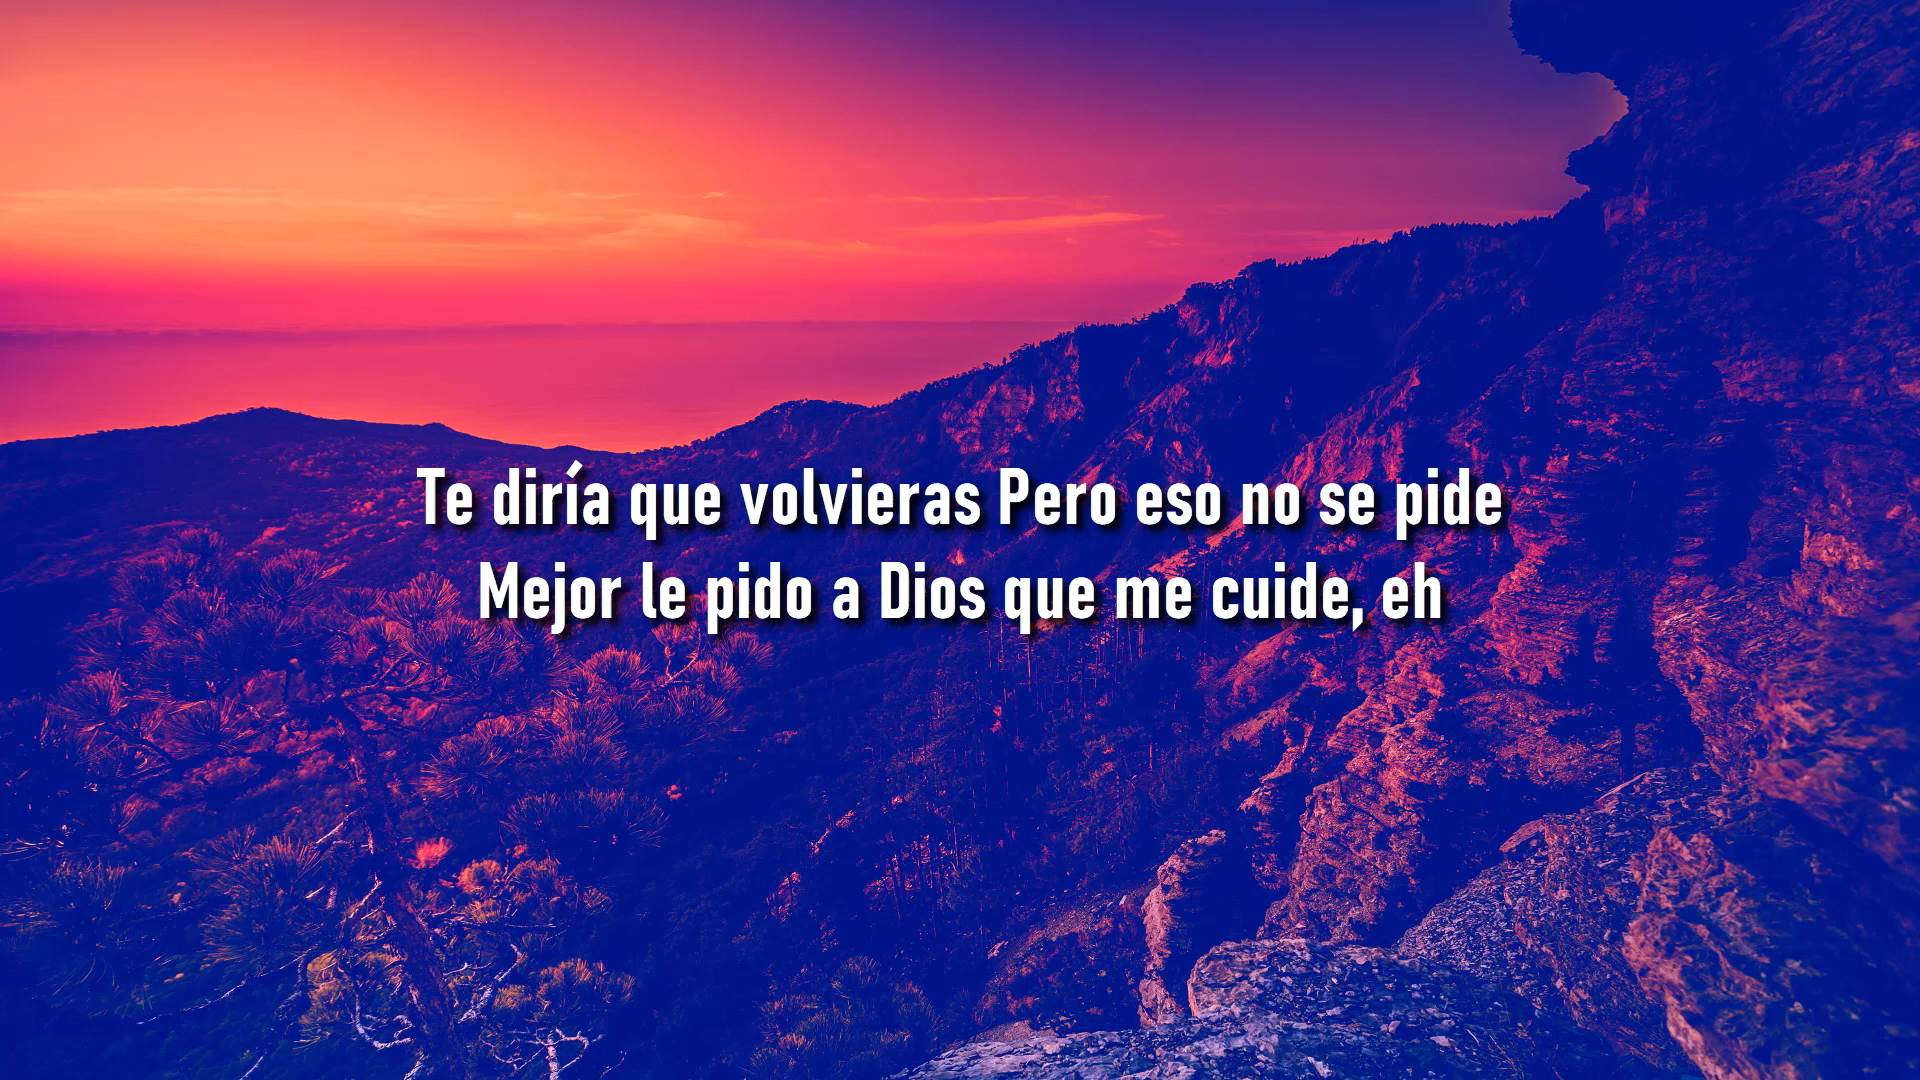 Te diría que volvieras Pero eso no se pide
Mejor le pido a Dios que me cuide, eh